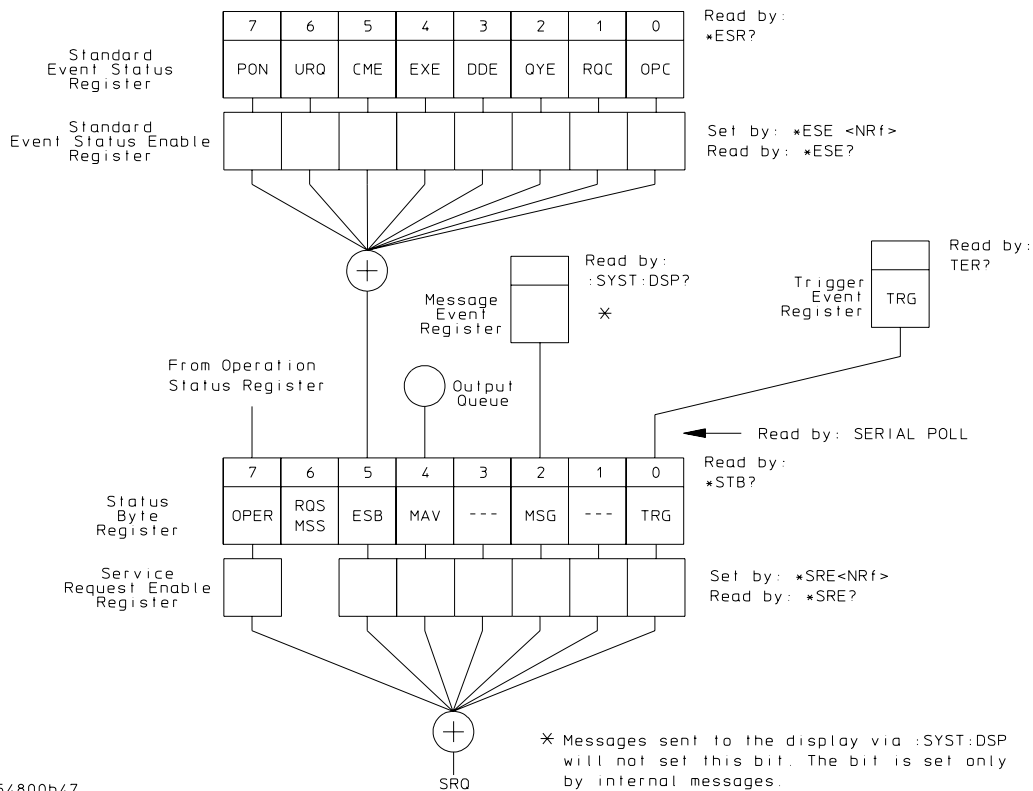 7 6 5 4 3 2 1 0
Read by:
*ESR?
Standard
Event Status
Register
PON URQ CME EXE DDE QYE RQC OPC
Standard
Event Status Enable
Register
Set by: *ESE <NRf>
Read by: *ESE?
+
Message
Event
Register
Read by:
:SYST:DSP?
*
Trigger
Event
Register
TRG
Read by:
TER?
From Operation
Status Register
Output
Queue
Read by: SERIAL POLL
7 6 5 4 3 2 1 0
Read by:
*STB?
Status
Byte
Register
OPER RQS MSS ESB MAV --- MSG --- TRG
Service
Request Enable
Register
Set by: *SRE<NRf>
Read by: *SRE?
+
SRQ
* Messages sent to the display via :SYST:DSP
will not set this bit. The bit is set only
by internal messages.
54800b47